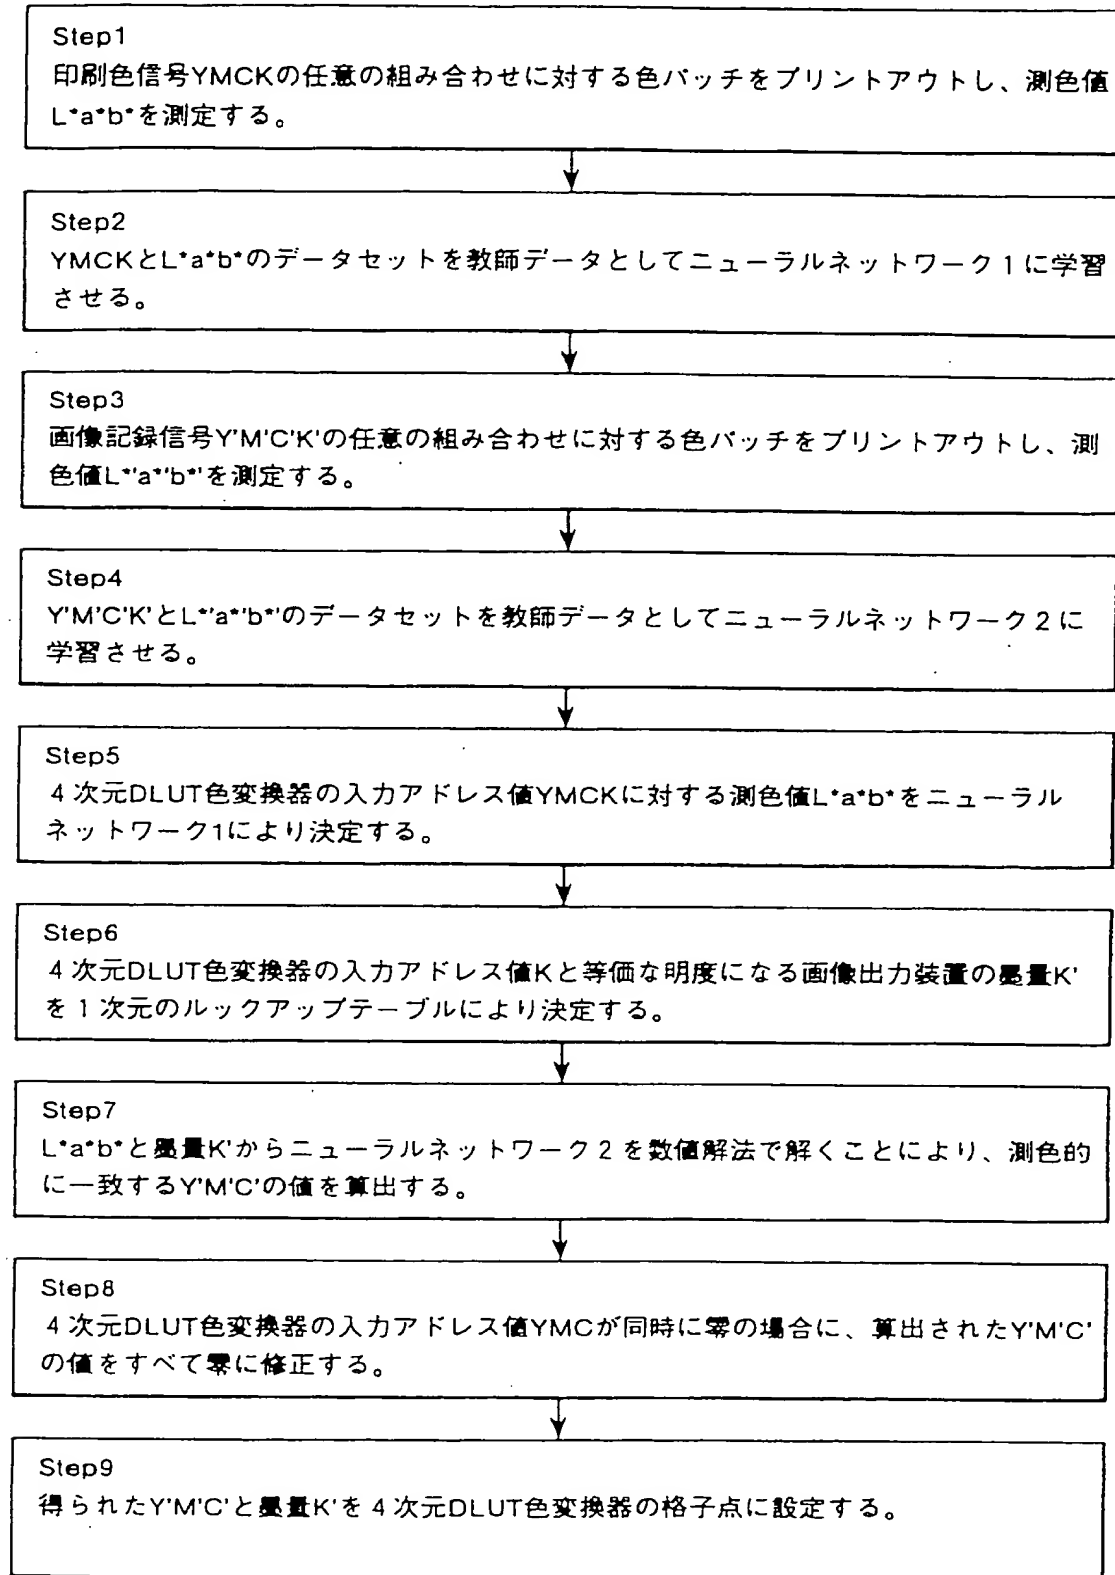 Step1
印刷色信号YMCKの任意の組み合わせに対する色パッチをプリントアウトし、測色値
L*a*b*を測定する。
Step2
YMCKとL*a*b*のデータセットを教師データとしてニューラルネットワーク1に学習
させる。
Step3
画像記録信号Y'M'C'K'の任意の組み合わせに対する色パッチをプリントアウトし、測
色値L*'a*'b*'を測定する。
Step4
Y'M'C'K'とL*'a*'b*'のデータセットを教師データとしてニューラルネットワーク2に
学習させる。
Step5
4次元DLUT色変換器の入力アドレス値YMCKに対する測色値L*a*b*をニューラル
ネットワーク1により決定する。
Step6
4次元DLUT色変換器の入力アドレス値Kと等価な明度になる画像出力装置の墨量K'
を1次元のルックアップテーブルにより決定する。
Step7
L*a*b*と墨量K'からニューラルネットワーク2を数値解法で解くことにより、測色的
に一致するY'M'C'の値を算出する。
Step8
4次元DLUT色変換器の入力アドレス値YMCが同時に零の場合に、算出されたY'M'C'
の値をすべて零に修正する。
Step9
得られたY'M'C'と墨量K'を4次元DLUT色変換器の格子点に設定する。